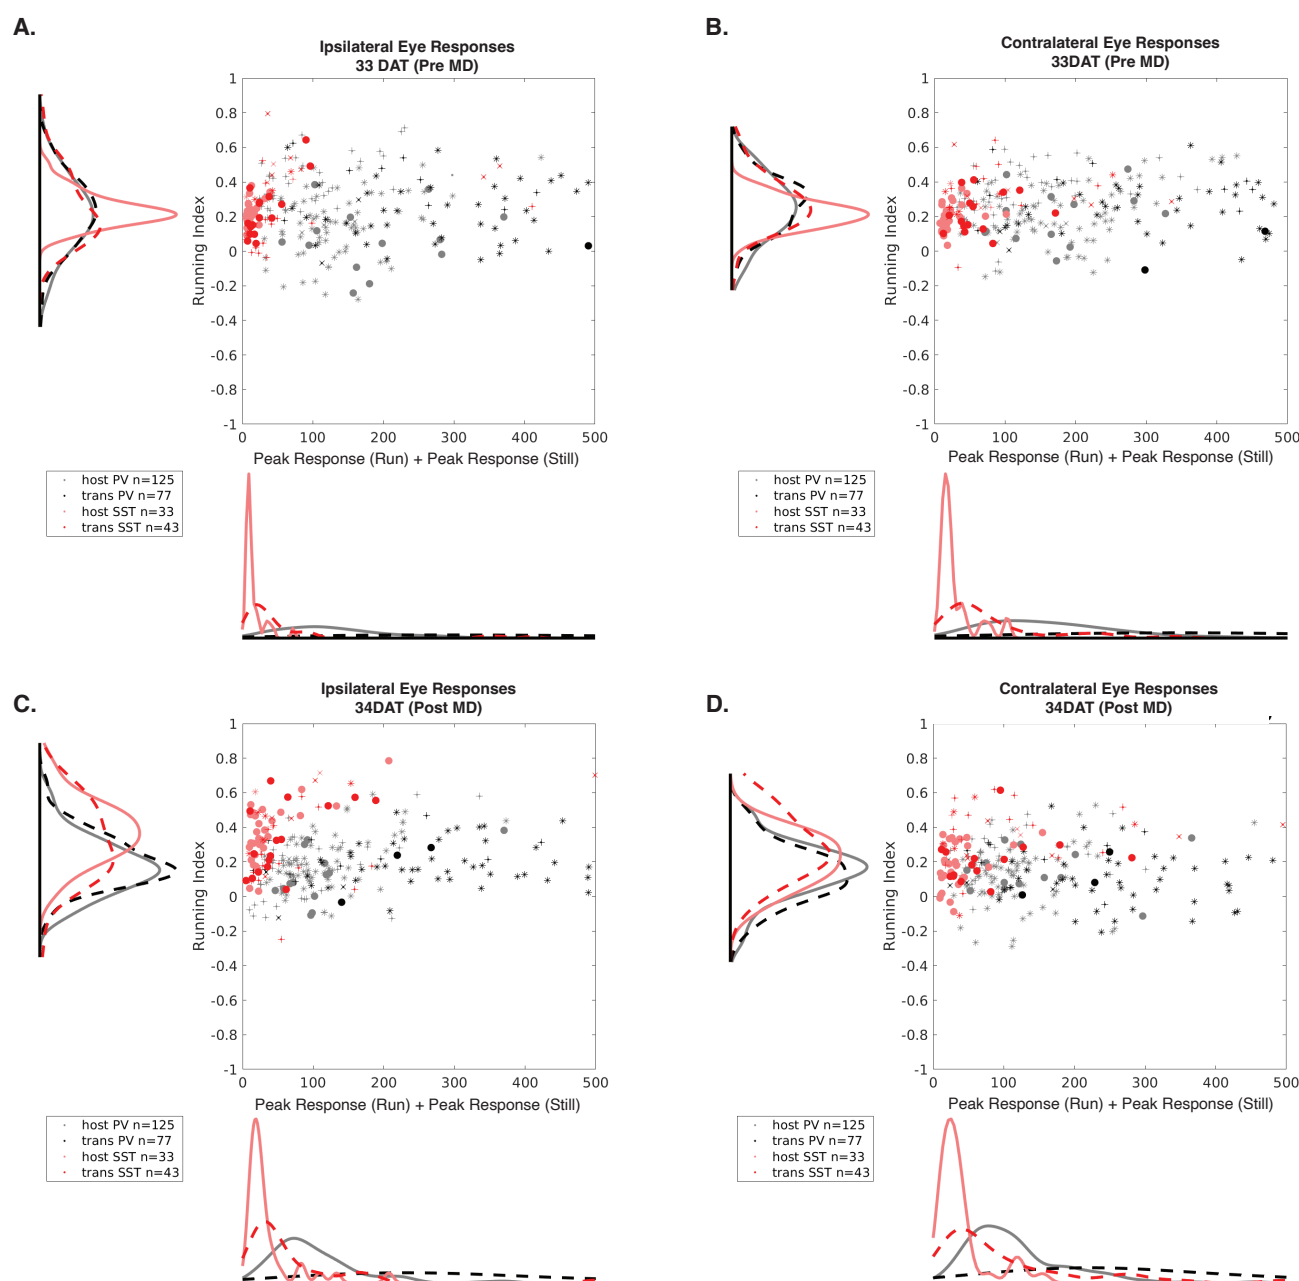 A.
Ipsilateral Eye Responses
33 DAT (Pre MD)
1
0.8
0.6
0.4
0.2
0
-0.2
-0.4
-0.6
-0.8
-1
Running Index
0 100 200 300 400 500
Peak Response (Run) + Peak Response (Still)
host PV n=125
trans PV n=77
host SST n=33
trans SST n=43
B.
Contralateral Eye Responses
33DAT (Pre MD)
1
0.8
0.6
0.4
0.2
0
-0.2
-0.4
-0.6
-0.8
-1
Running Index
0 100 200 300 400 500
Peak Response (Run) + Peak Response (Still)
host PV n=125
trans PV n=77
host SST n=33
trans SST n=43
C.
Ipsilateral Eye Responses
34DAT (Post MD)
1
0.8
0.6
0.4
0.2
0
-0.2
-0.4
-0.6
-0.8
-1
Running Index
0 100 200 300 400 500
Peak Response (Run) + Peak Response (Still)
host PV n=125
trans PV n=77
host SST n=33
trans SST n=43
D.
Contralateral Eye Responses
34DAT (Post MD)
1
0.8
0.6
0.4
0.2
0
-0.2
-0.4
-0.6
-0.8
-1
Running Index
0 100 200 300 400 500
Peak Response (Run) + Peak Response (Still)
host PV n=125
trans PV n=77
host SST n=33
trans SST n=43